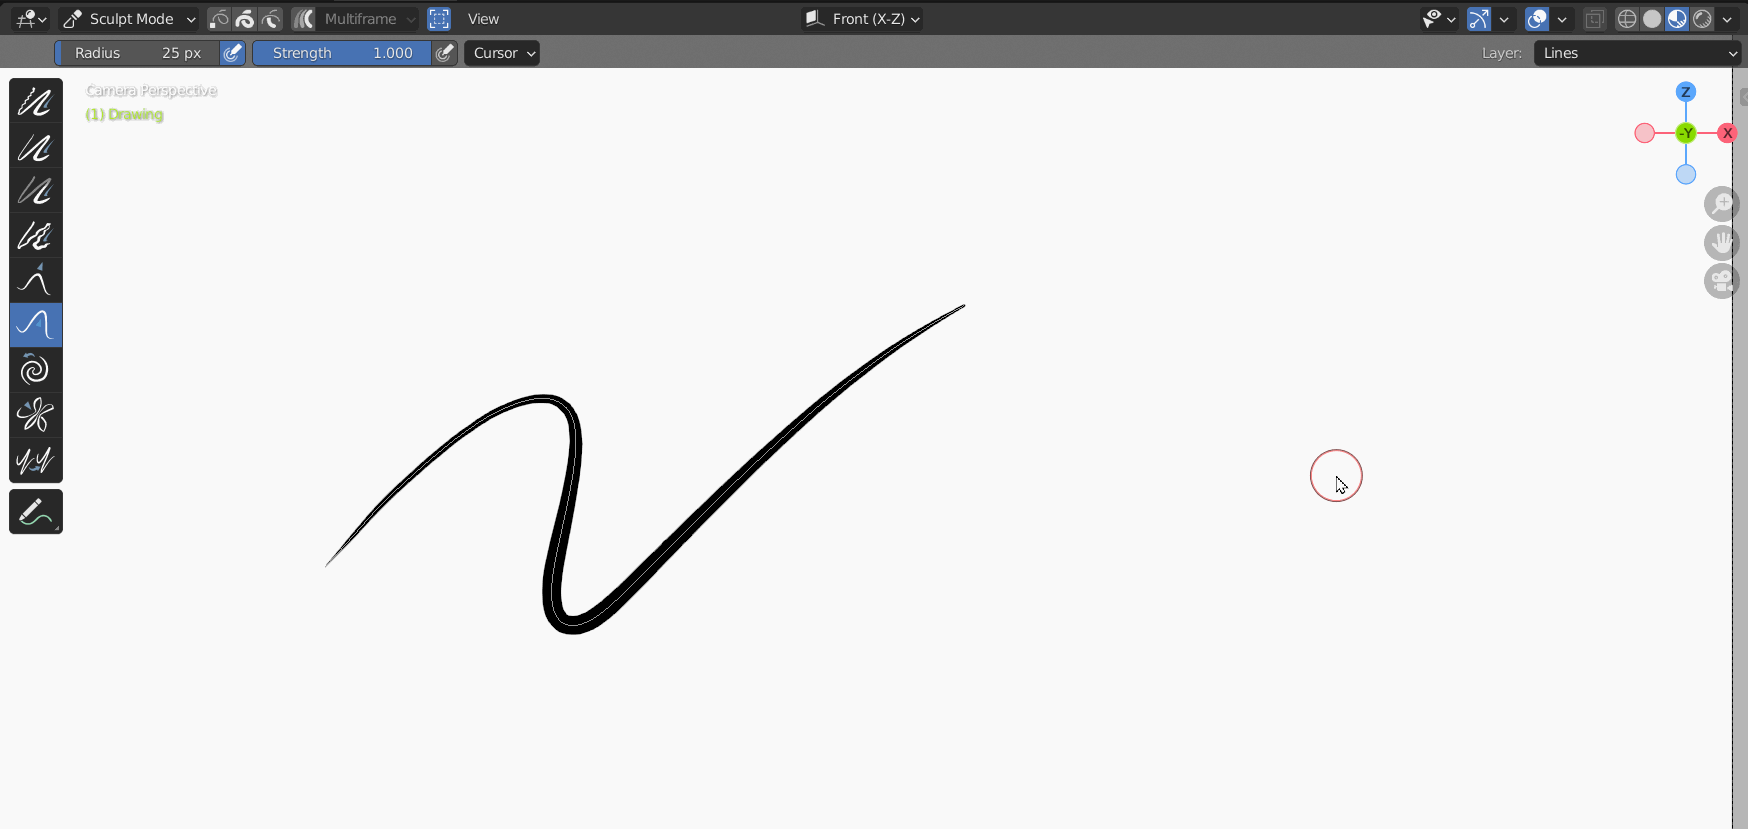 Sculpt Mode Multiframe View Front (X-Z)
Radius 25 px Strength 1.000 Cursor Layer: Lines
Camera Perspective
(1) Drawing
Z
-Y X